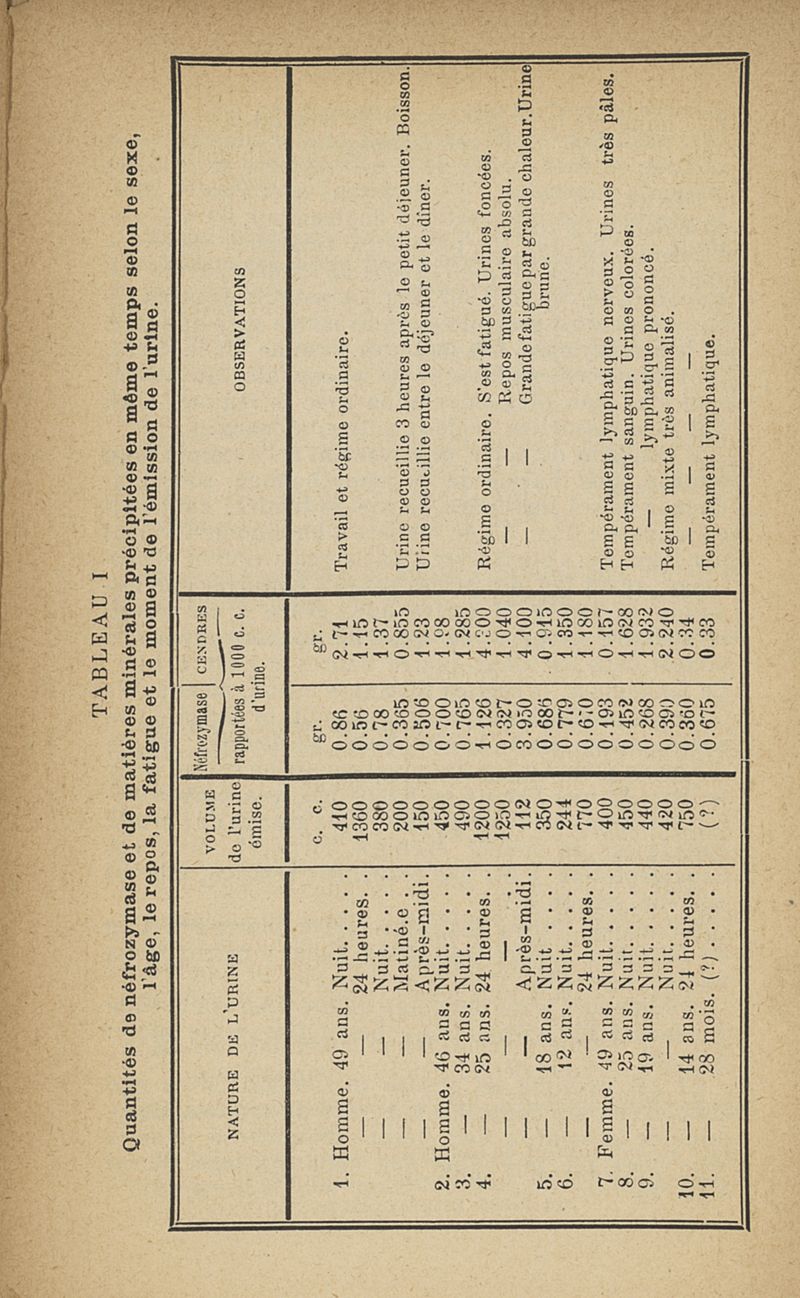 TABLEAU I
Quantités de néfrozymase et de matières minérales précipitées en même temps selon le sexe,
l'âge, le repos, la fatigue et le moment de l'émission de l'urine.
NATURE DE L'URINE
VOLUME
de l'urine
émise.
Néfrozymase CENDRES
rapportées à 1000 c. c.
d'urine.
OBSERVATIONS
c. c. gr. gr.
1. Homme. 49 ans. Nuit. . . . 410 0.86 2.71 Travail et régime ordinaire.
— — 24 heures. . 1360 0.56 1.15
— — Nuit. . . . 380 0.78 1.37
— — Matinée . . 200 0.365 0.855 Urine recueillie 3 heures après le petit déjeuner. Boisson.
— — Après-midi. 150 0.506 1.23 Urine recueillie entre le déjeuner et le dîner.
2. Homme. 46 ans. Nuit. . . . 450 0.700 1.08
3. — 34 ans. Nuit. . . . 490 0.765 1.285
4. — 25 ans. 24 heures. . 1200 1.126 1.200 Régime ordinaire. S'est fatigué. Urines foncées.
— — — 1250 0.327 1.040 — — Repos musculaire absolu.
— — Après-midi. 312 3.950 4.100 — — Grande fatigue par grande chaleur. Urine
brune.
5. — 18 ans. Nuit . . . . 350 0.686 0.915
6. — 12 ans. Nuit. . . . 244 0.786 1.350
— — 24 heures. . 770 0.679 1.180
7. Femme. 49 ans. Nuit. . . . 400 0.193 0.157 Tempérament lymphatique nerveux. Urines très pâles.
8. — 25 ans. Nuit. . . . 450 0.452 1.628 Tempérament sanguin. Urines colorées.
9. — 19 ans. Nuit. . . . 440 0.268 1.932 — lymphatique prononcé.
— — Nuit. . . . 420 0.390 2.240 Régime mixte très animalisé.
10. — 14 ans. 24 heures. . 750 0.360 0.34 — — —
11. — 28 mois. (?) . . . . . (?) 0.675 0.33 Tempérament lymphatique.